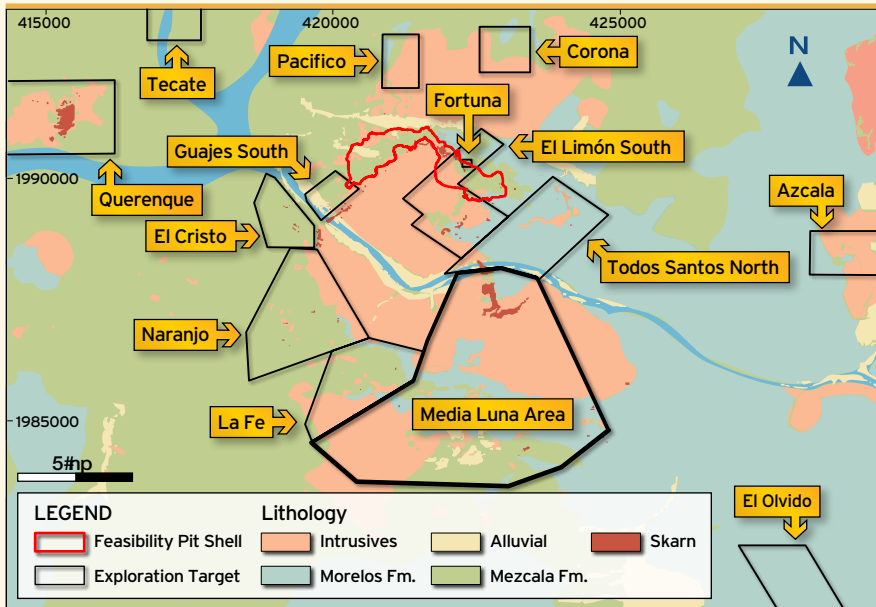 415000
420000
425000
Tecate
Pacifico
Corona
N
Fortuna
Guajes South
El Limón South
1990000
Querenque
Azcala
El Cristo
Todos Santos North
Naranjo
1985000
La Fe
Media Luna Area
5#np
El Olvido
LEGEND
Lithology
Feasibility Pit Shell
Intrusives
Alluvial
Skarn
Exploration Target
Morelos Fm.
Mezcala Fm.